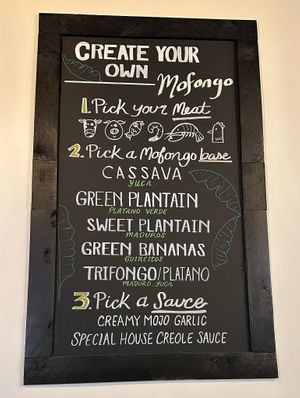 CREATE YOUR
OWN
Mofongo
1. Pick your Meat
2. Pick a Mofongo base
CASSAVA
YUCA
GREEN PLANTAIN
PLATANO VERDE
SWEET PLANTAIN
MADUROS
GREEN BANANAS
GUINEITOS
TRIFONGO/PLATANO
MADURO, YUCA
3. Pick a Sauce
CREAMY MOJO GARLIC
SPECIAL HOUSE CREOLE SAUCE